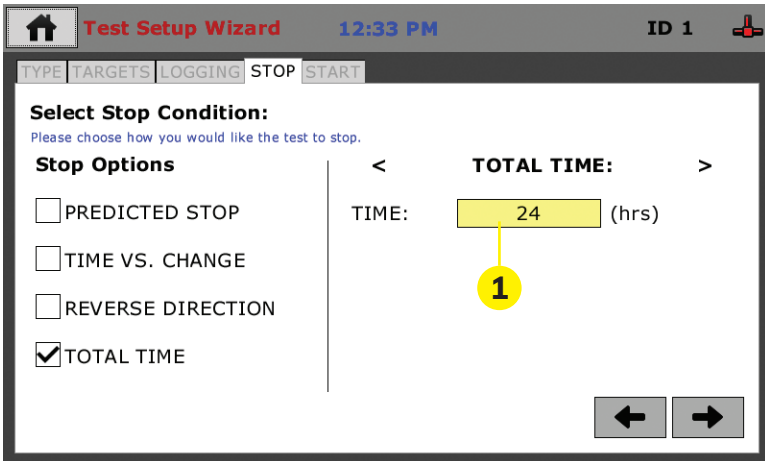 Test Setup Wizard 12:33 PM ID 1
TYPE TARGETS LOGGING STOP START
Select Stop Condition:
Please choose how you would like the test to stop.
Stop Options < TOTAL TIME: >
PREDICTED STOP TIME: 24 (hrs)
TIME VS. CHANGE
1
REVERSE DIRECTION
TOTAL TIME